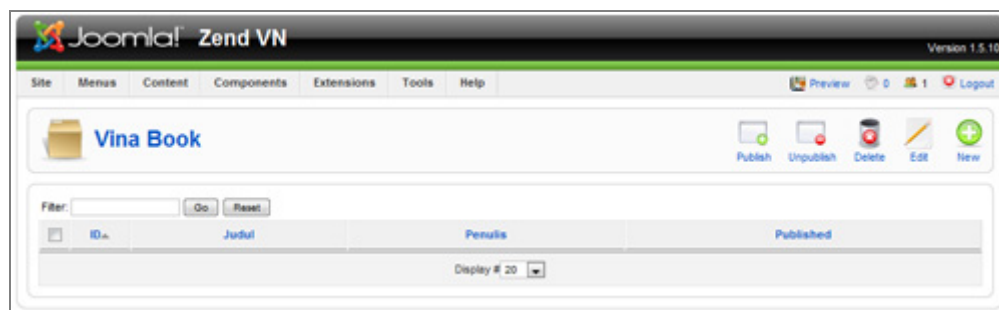 Joomla! Zend VN
Version 1.5.10
Site Menus Content Components Extensions Tools Help Preview 0 1 Logout
Vina Book
Publish Unpublish Delete Edit New
Filter: Go Reset
ID Judul Penulis Published
Display # 20